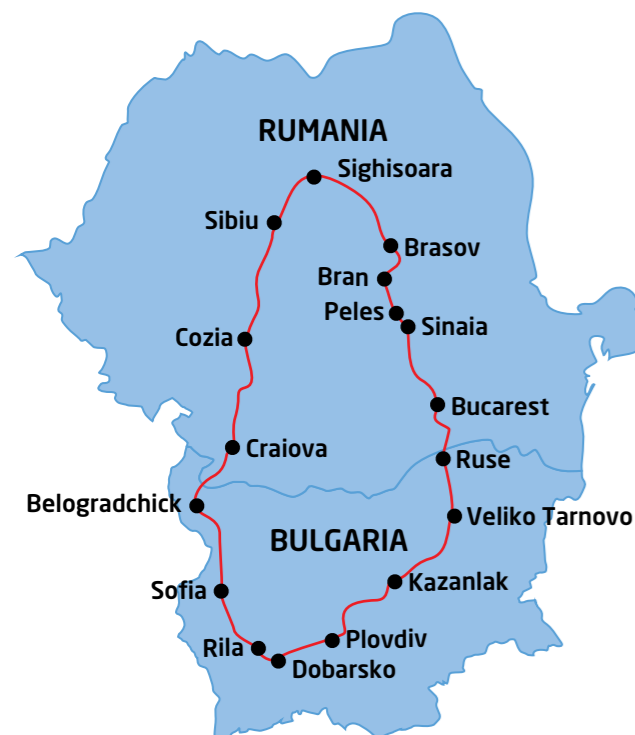 RUMANIA
Sighisoara
Sibiu
Brasov
Bran
Peles
Sinaia
Cozia
Bucarest
Craiova
Ruse
Belogradchick
Veliko Tarnovo
BULGARIA
Kazanlak
Sofia
Plovdiv
Rila
Dobarsko